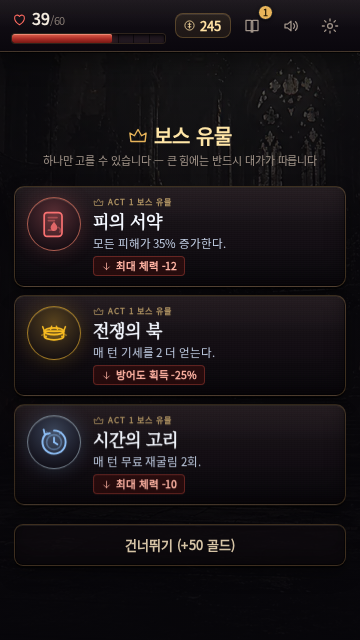 39/60
245
1
보스 유물
하나만 고를 수 있습니다 — 큰 힘에는 반드시 대가가 따릅니다
ACT 1 보스 유물
피의 서약
모든 피해가 35% 증가한다.
↓ 최대 체력 -12
ACT 1 보스 유물
전쟁의 북
매 턴 기세를 2 더 얻는다.
↓ 방어도 획득 -25%
ACT 1 보스 유물
시간의 고리
매 턴 무료 재굴림 2회.
↓ 최대 체력 -10
건너뛰기 (+50 골드)